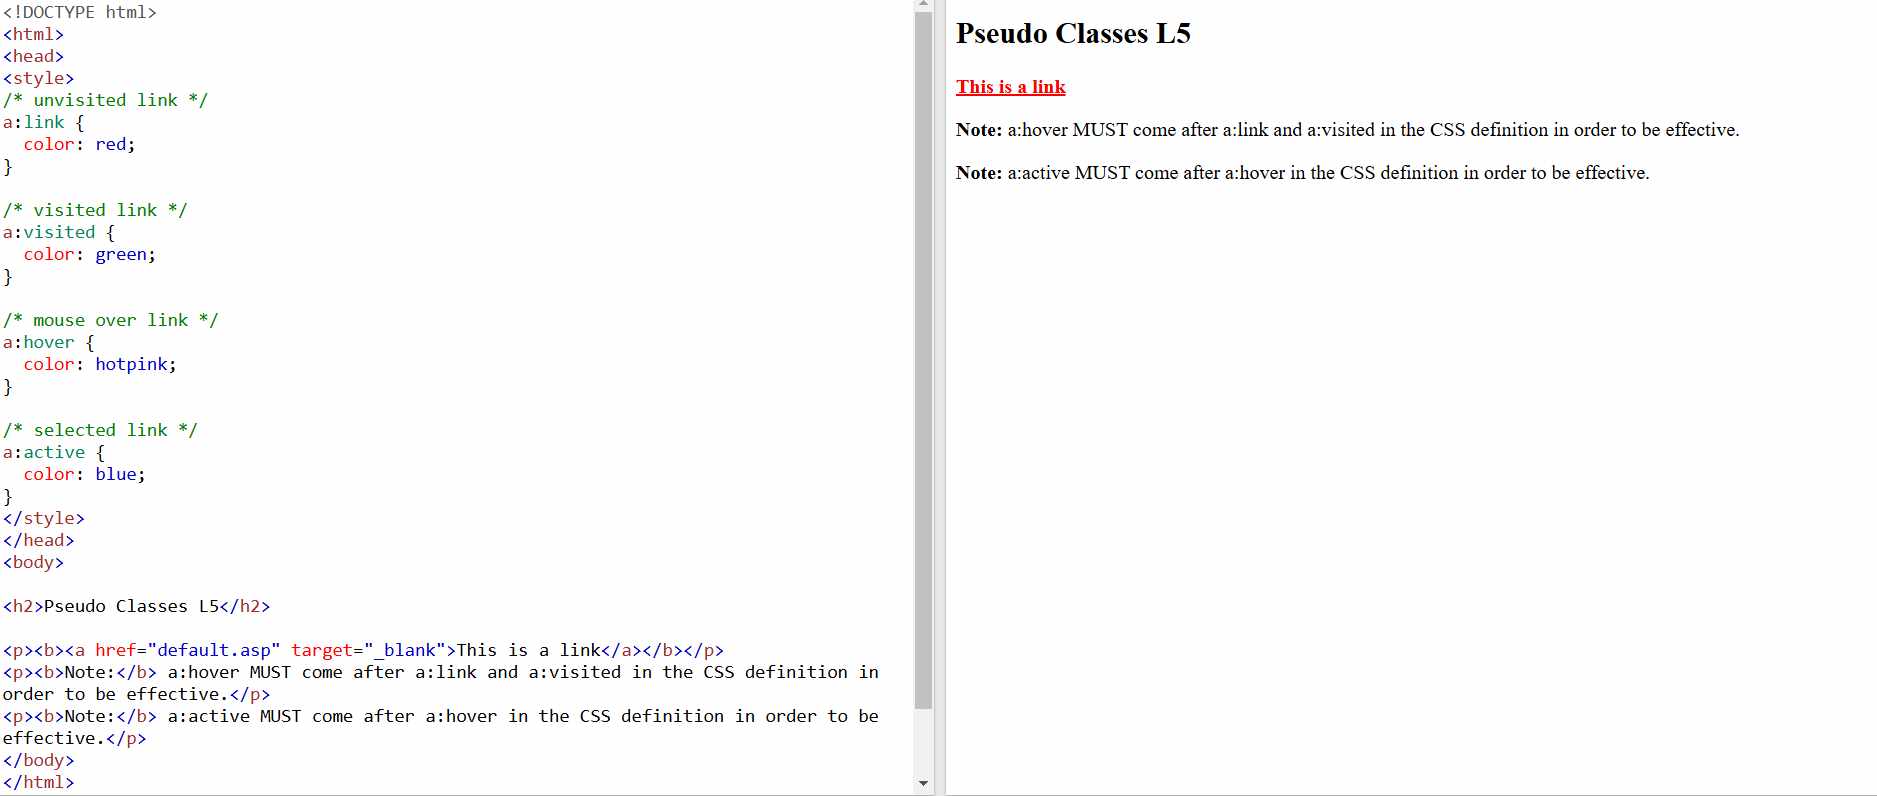 <!DOCTYPE html>
<html>
<head>
<style>
/* unvisited link */
a:link {
  color: red;
}

/* visited link */
a:visited {
  color: green;
}

/* mouse over link */
a:hover {
  color: hotpink;
}

/* selected link */
a:active {
  color: blue;
}
</style>
</head>
<body>

<h2>Pseudo Classes L5</h2>

<p><b><a href="default.asp" target="_blank">This is a link</a></b></p>
<p><b>Note:</b> a:hover MUST come after a:link and a:visited in the CSS definition in
order to be effective.</p>
<p><b>Note:</b> a:active MUST come after a:hover in the CSS definition in order to be
effective.</p>
</body>
</html>
Pseudo Classes L5
This is a link
Note: a:hover MUST come after a:link and a:visited in the CSS definition in order to be effective.
Note: a:active MUST come after a:hover in the CSS definition in order to be effective.